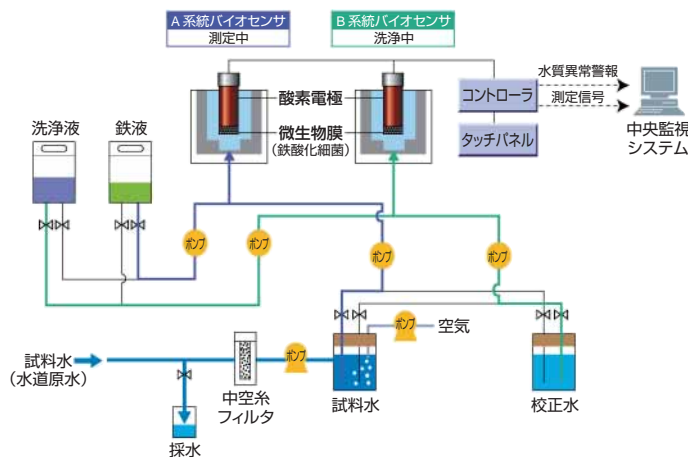 A 系統バイオセンサ
測定中
B 系統バイオセンサ
洗浄中
酸素電極
微生物膜
(鉄酸化細菌)
コントローラ
タッチパネル
水質異常警報
測定信号
中央監視
システム
洗浄液
鉄液
ポンプ
ポンプ
ポンプ
ポンプ
ポンプ
空気
試料水
(水道原水)
ポンプ
中空糸
フィルタ
採水
試料水
校正水